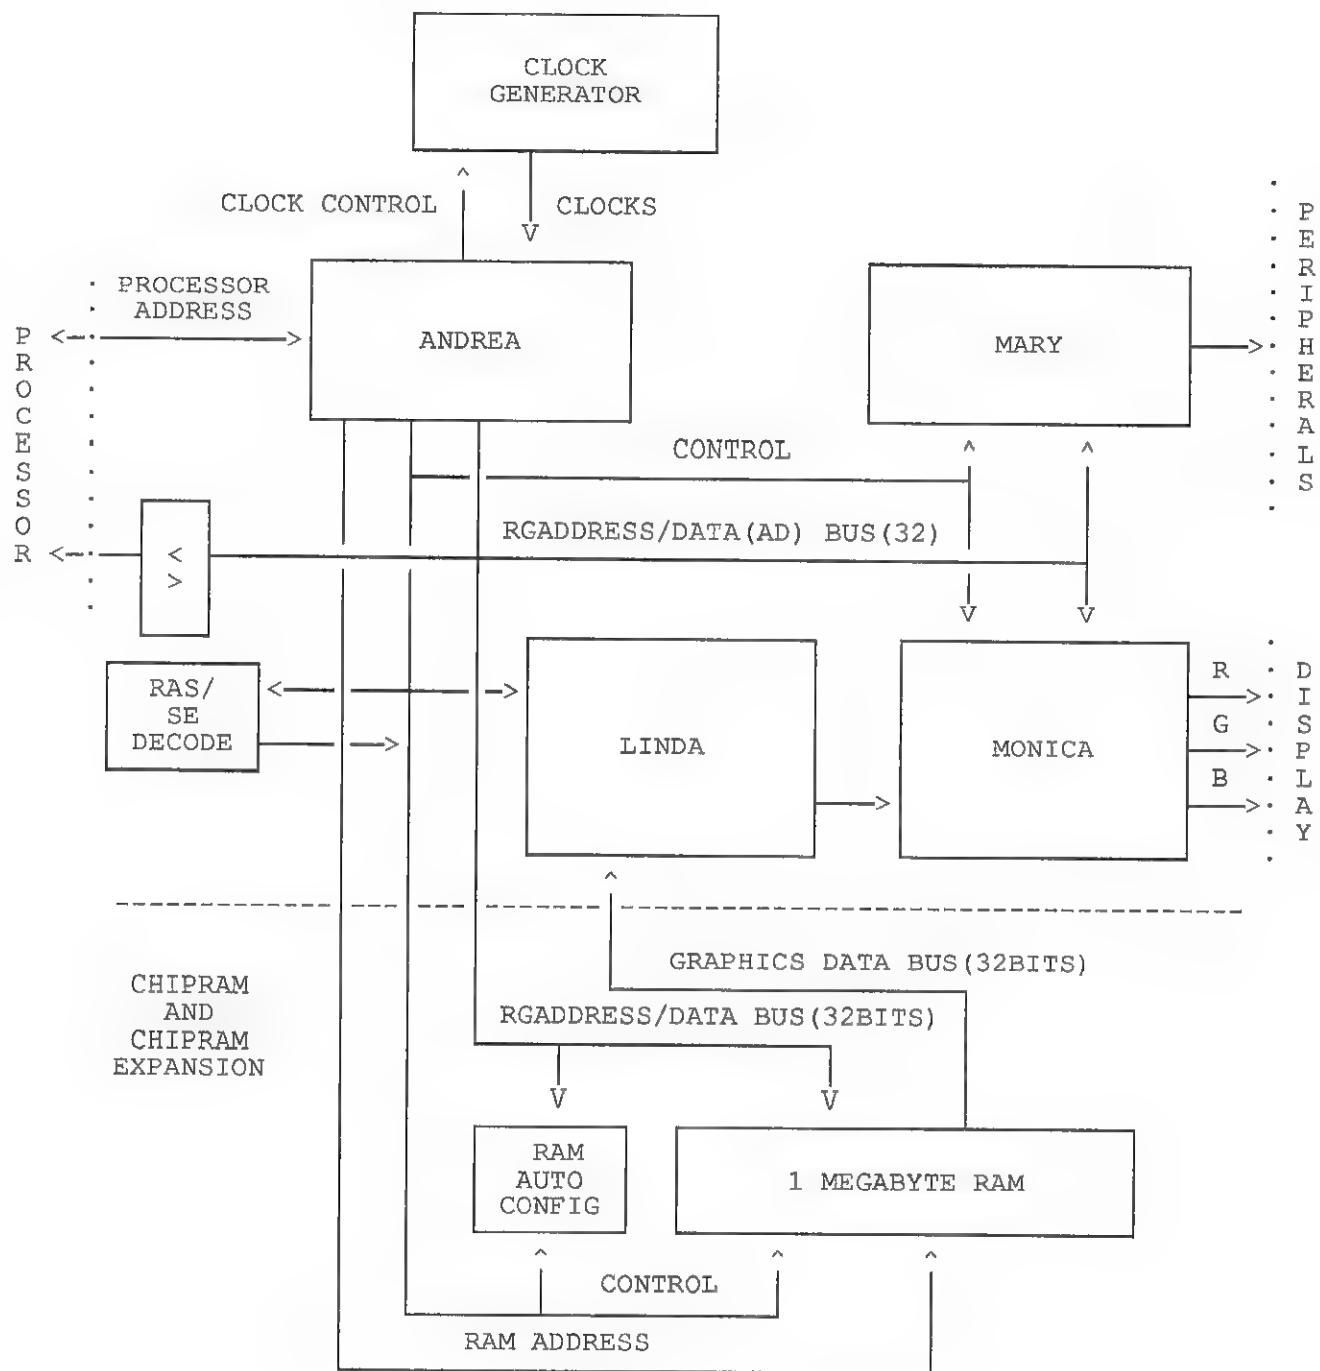 CLOCK
GENERATOR
CLOCK CONTROL
CLOCKS
PROCESSOR
ADDRESS
PROCESSOR
ANDREA
MARY
PERIPHERALS
CONTROL
RGADDRESS/DATA(AD) BUS(32)
<
>
RAS/
SE
DECODE
LINDA
MONICA
R
G
B
DISPLAY
GRAPHICS DATA BUS(32BITS)
CHIPRAM
AND
CHIPRAM
EXPANSION
RGADDRESS/DATA BUS(32BITS)
RAM
AUTO
CONFIG
1 MEGABYTE RAM
CONTROL
RAM ADDRESS